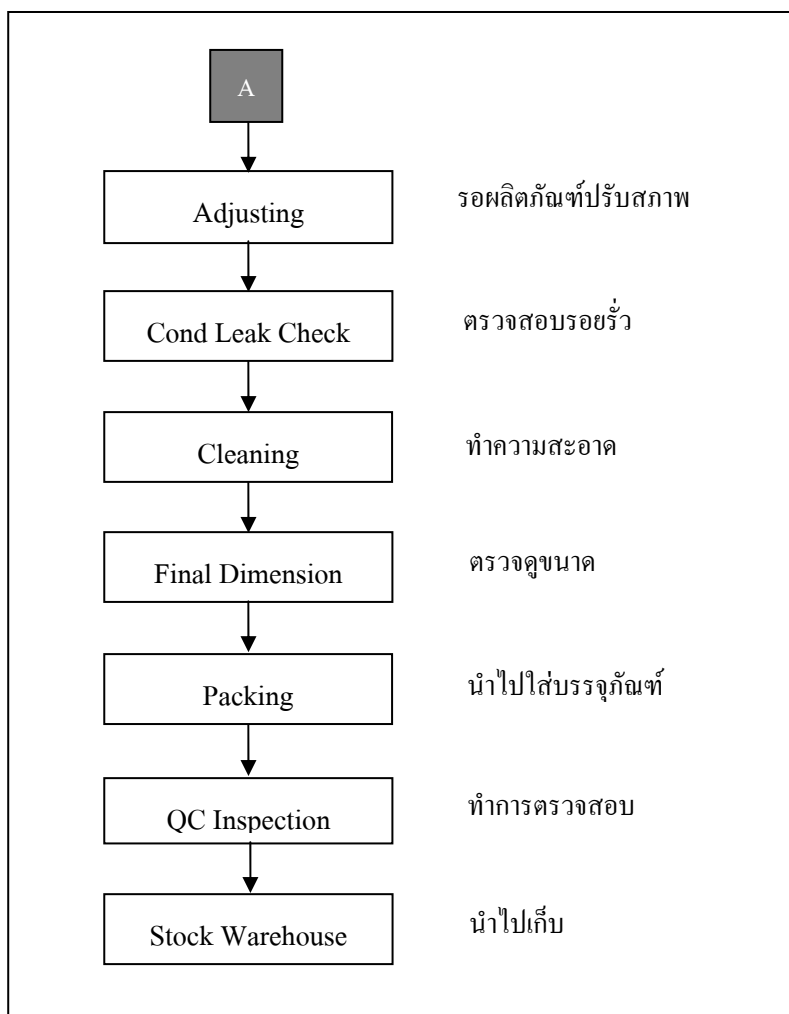 A
Adjusting รอผลิตภัณฑ์ปรับสภาพ
Cond Leak Check ตรวจสอบรอยรั่ว
Cleaning ทำความสะอาด
Final Dimension ตรวจดูขนาด
Packing นำไปใส่บรรจุภัณฑ์
QC Inspection ทำการตรวจสอบ
Stock Warehouse นำไปเก็บ